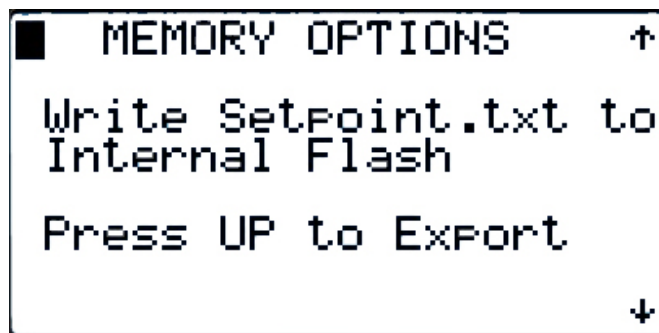 MEMORY OPTIONS ↑
Write Setpoint.txt to
Internal Flash
Press UP to Export
↓